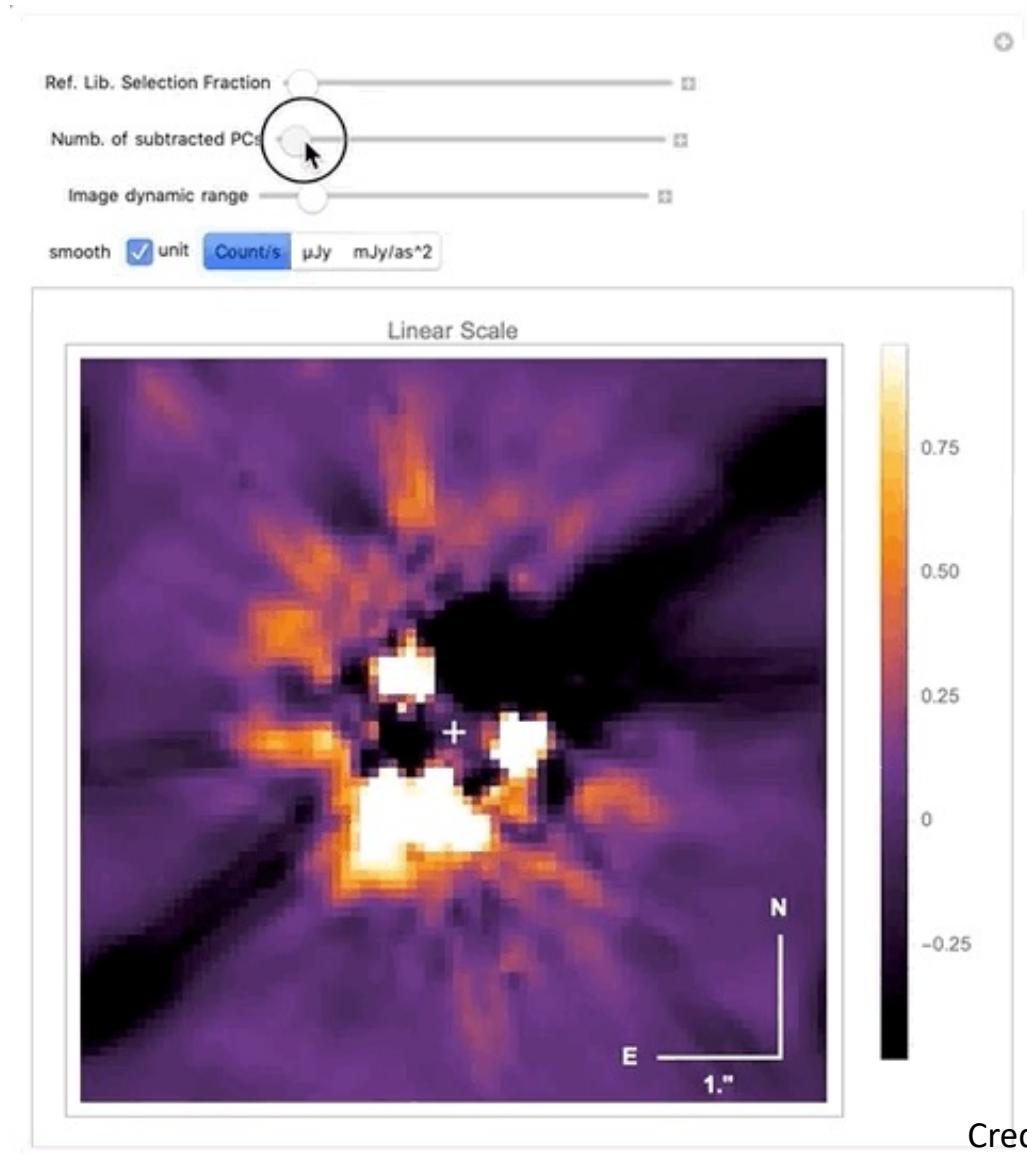 Ref. Lib. Selection Fraction
Numb. of subtracted PCs
Image dynamic range
smooth unit Count/s µJy mJy/as^2
Linear Scale
0.75
0.50
0.25
0
−0.25
N
E
1."